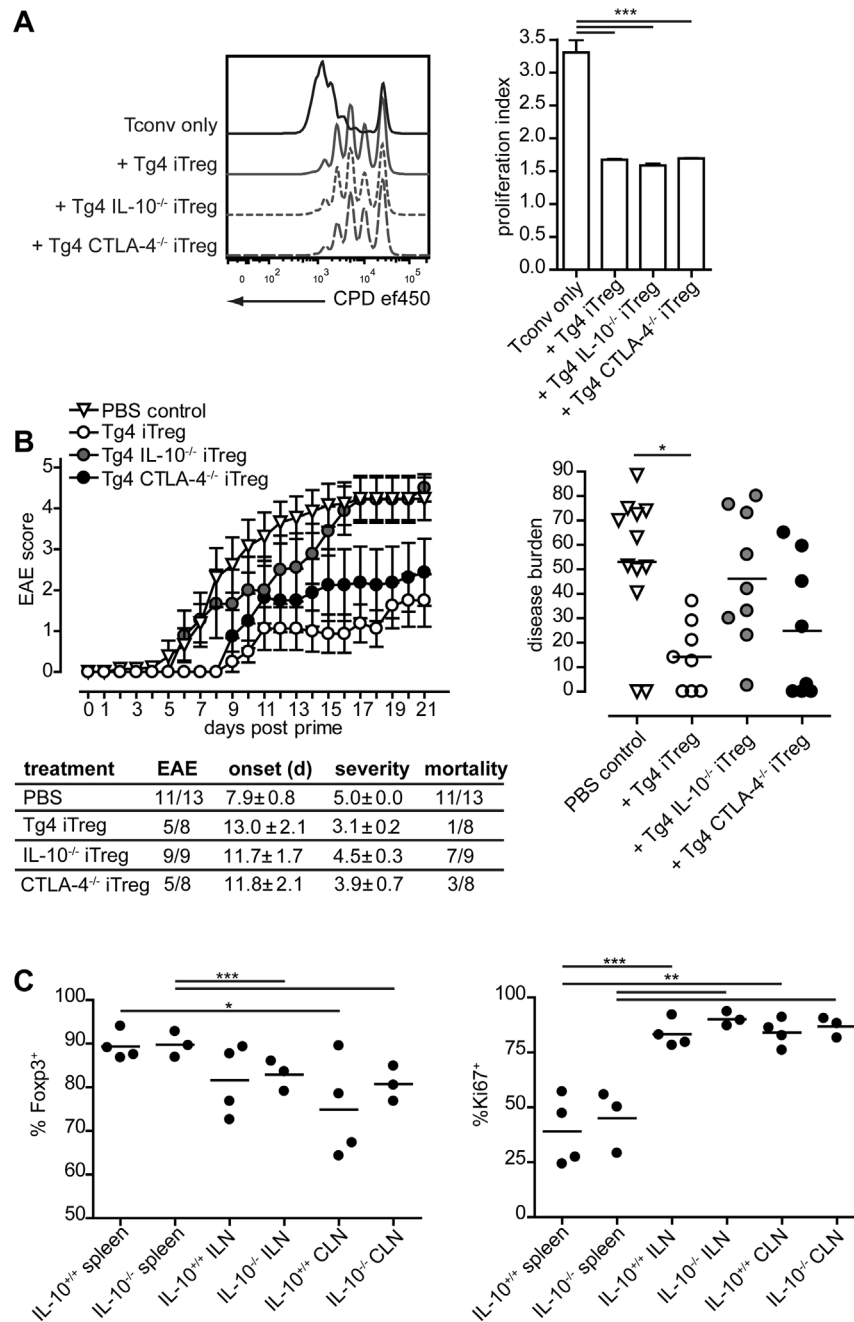 A
Tconv only
+ Tg4 iTreg
+ Tg4 IL-10-/- iTreg
+ Tg4 CTLA-4-/- iTreg
0 10^2 10^3 10^4 10^5
CPD ef450
***
proliferation index
3.5
3.0
2.5
2.0
1.5
1.0
0.5
0.0
Tconv only
+ Tg4 iTreg
+ Tg4 IL-10-/- iTreg
+ Tg4 CTLA-4-/- iTreg
B
PBS control
Tg4 iTreg
Tg4 IL-10-/- iTreg
Tg4 CTLA-4-/- iTreg
EAE score
5
4
3
2
1
0
0 1 3 5 7 9 11 13 15 17 19 21
days post prime
*
disease burden
90
80
70
60
50
40
30
20
10
0
PBS control
+ Tg4 iTreg
+ Tg4 IL-10-/- iTreg
+ Tg4 CTLA-4-/- iTreg
treatment EAE onset (d) severity mortality
PBS 11/13 7.9±0.8 5.0±0.0 11/13
Tg4 iTreg 5/8 13.0±2.1 3.1±0.2 1/8
IL-10-/- iTreg 9/9 11.7±1.7 4.5±0.3 7/9
CTLA-4-/- iTreg 5/8 11.8±2.1 3.9±0.7 3/8
C
***
*
% Foxp3+
100
90
80
70
60
50
IL-10+/+ spleen
IL-10-/- spleen
IL-10+/+ ILN
IL-10-/- ILN
IL-10+/+ CLN
IL-10-/- CLN
***
**
%Ki67+
100
75
50
25
0
IL-10+/+ spleen
IL-10-/- spleen
IL-10+/+ ILN
IL-10-/- ILN
IL-10+/+ CLN
IL-10-/- CLN